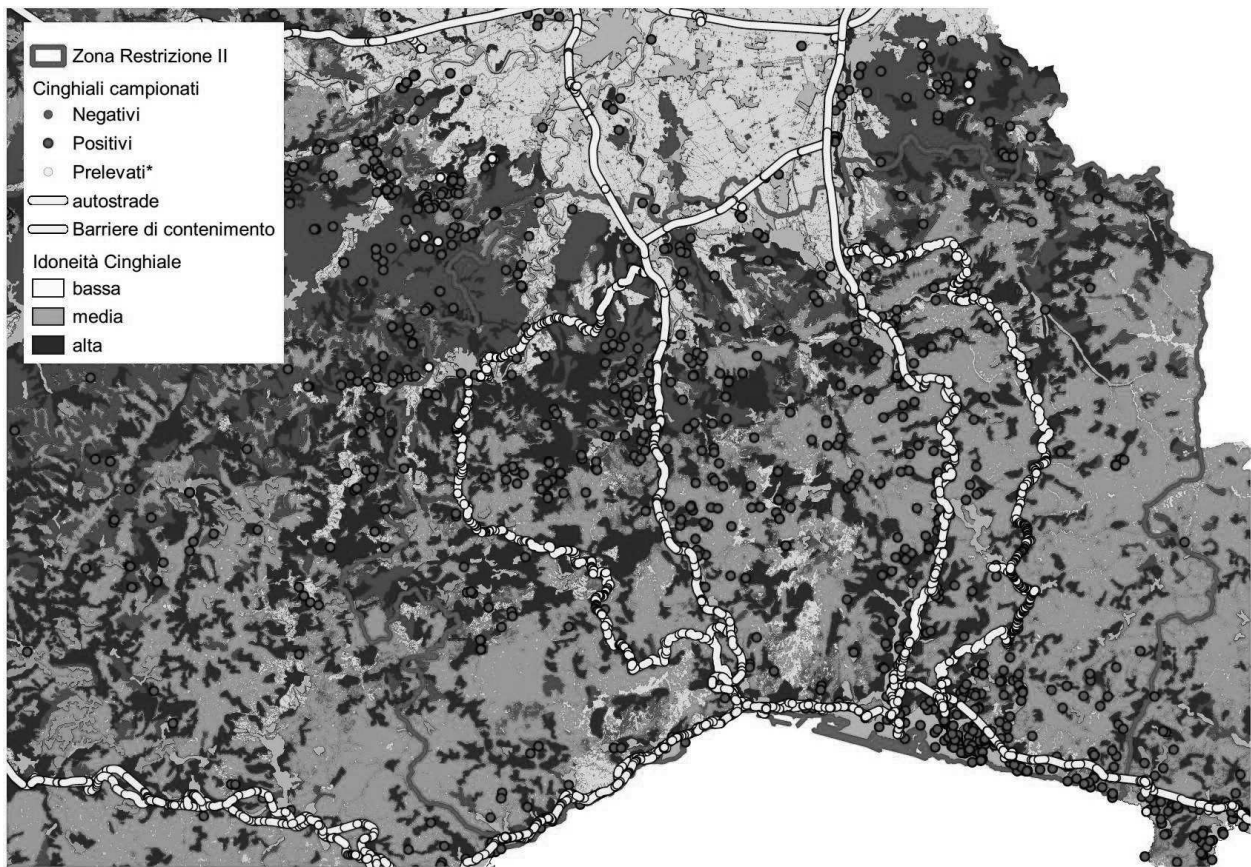 Zona Restrizione II
Cinghiali campionati
Negativi
Positivi
Prelevati*
autostrade
Barriere di contenimento
Idoneità Cinghiale
bassa
media
alta